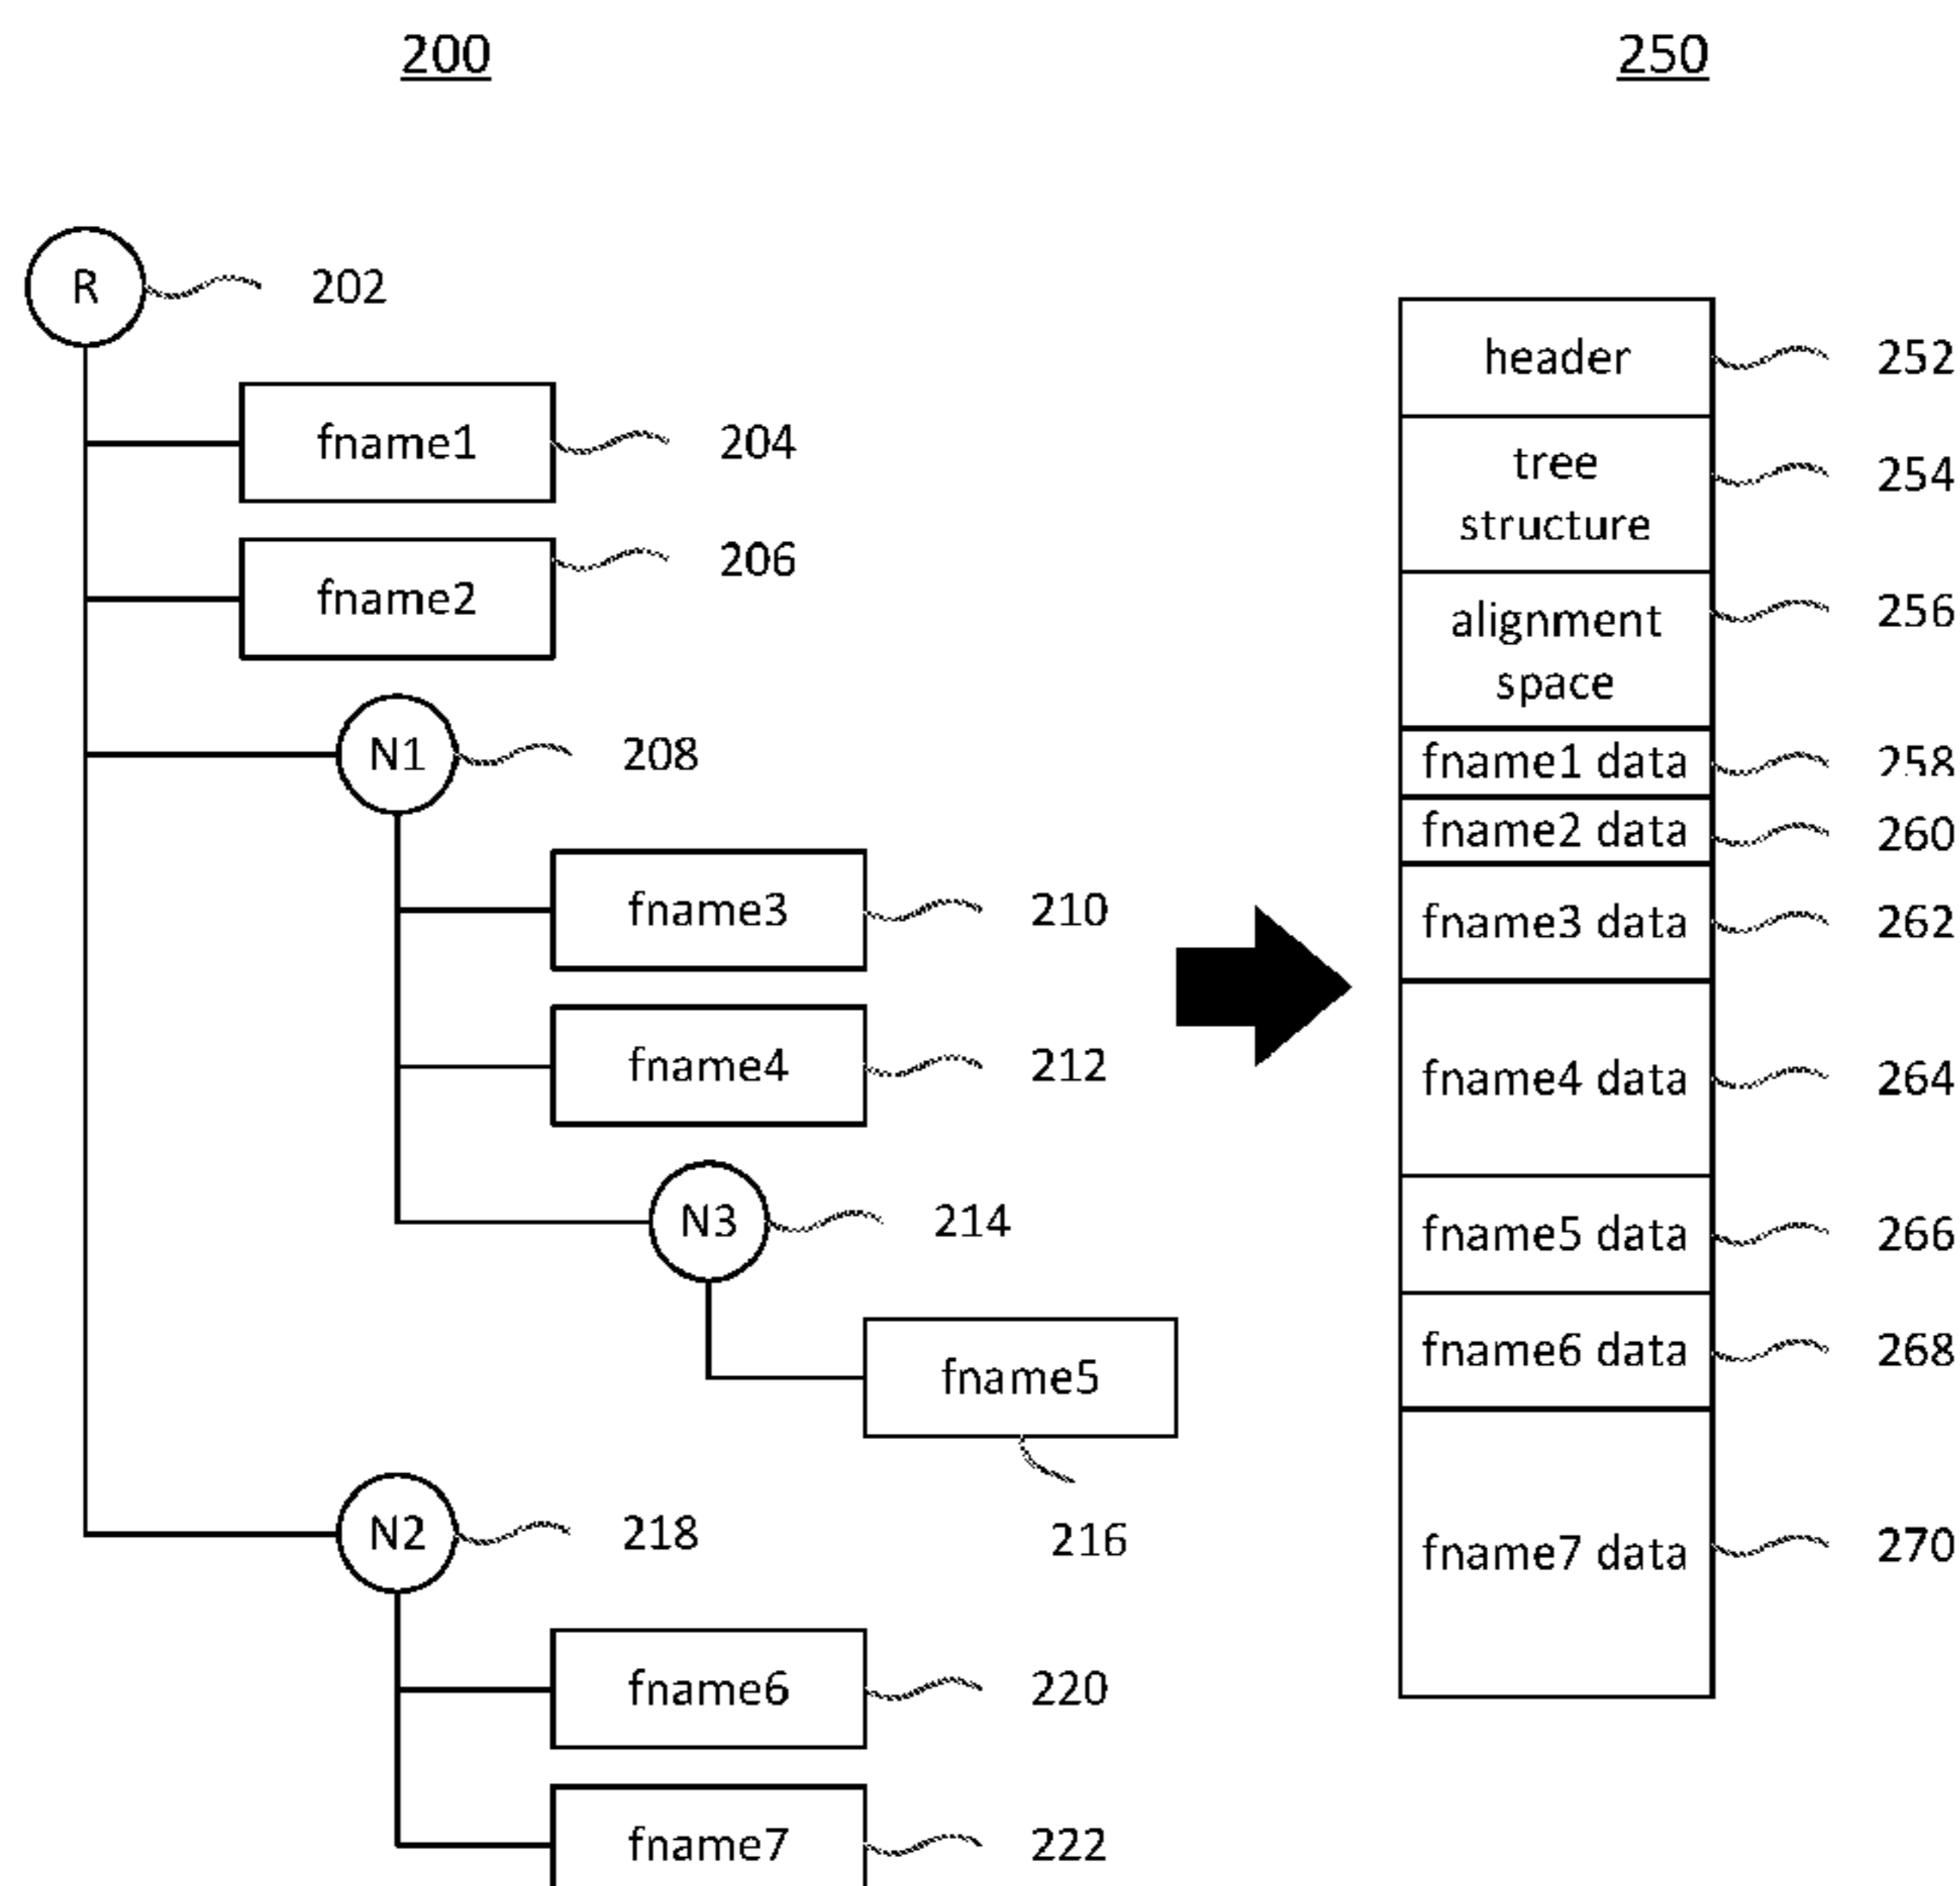 200
250
R
202
fname1
204
fname2
206
N1
208
fname3
210
fname4
212
N3
214
fname5
216
N2
218
fname6
220
fname7
222
header
252
tree
structure
254
alignment
space
256
fname1 data
258
fname2 data
260
fname3 data
262
fname4 data
264
fname5 data
266
fname6 data
268
fname7 data
270